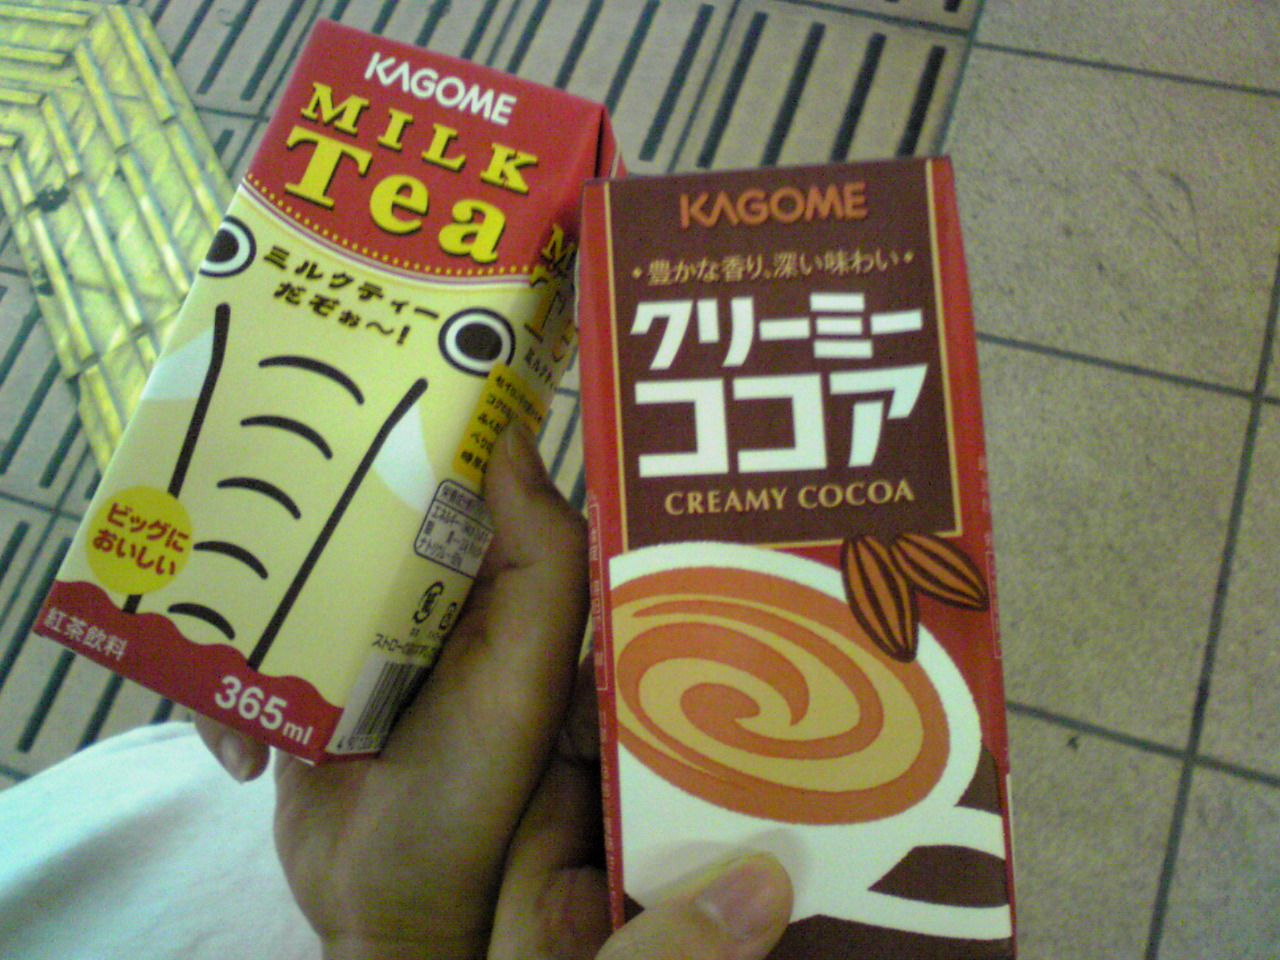 KAGOME
MILK
Tea
ミルクティー
だぞぉ〜!
ビッグに
おいしい
紅茶飲料
365ml
KAGOME
・豊かな香り、深い味わい・
クリーミー
ココア
CREAMY COCOA